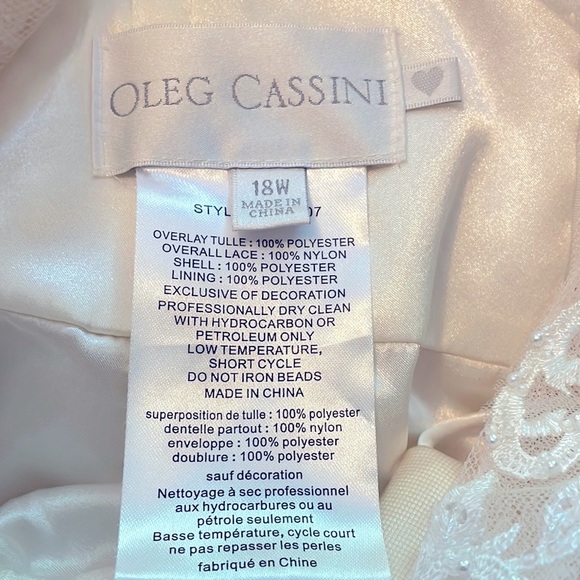 OLEG CASSINI
18W
MADE IN
CHINA
STYL 07
OVERLAY TULLE : 100% POLYESTER
OVERALL LACE : 100% NYLON
SHELL : 100% POLYESTER
LINING : 100% POLYESTER
EXCLUSIVE OF DECORATION
PROFESSIONALLY DRY CLEAN
WITH HYDROCARBON OR
PETROLEUM ONLY
LOW TEMPERATURE,
SHORT CYCLE
DO NOT IRON BEADS
MADE IN CHINA
superposition de tulle : 100% polyester
dentelle partout : 100% nylon
enveloppe : 100% polyester
doublure : 100% polyester
sauf décoration
Nettoyage à sec professionnel
aux hydrocarbures ou au
pétrole seulement
Basse température, cycle court
ne pas repasser les perles
fabriqué en Chine